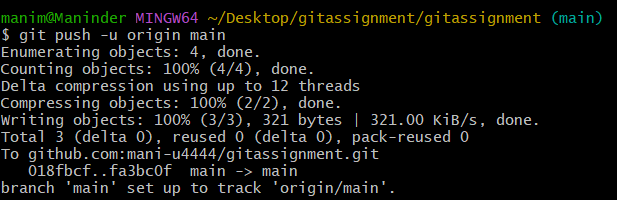 manim@Maninder MINGW64 ~/Desktop/gitassignment/gitassignment (main)
$ git push -u origin main
Enumerating objects: 4, done.
Counting objects: 100% (4/4), done.
Delta compression using up to 12 threads
Compressing objects: 100% (2/2), done.
Writing objects: 100% (3/3), 321 bytes | 321.00 KiB/s, done.
Total 3 (delta 0), reused 0 (delta 0), pack-reused 0
To github.com:mani-u4444/gitassignment.git
   018fbcf..fa3bc0f  main -> main
branch 'main' set up to track 'origin/main'.